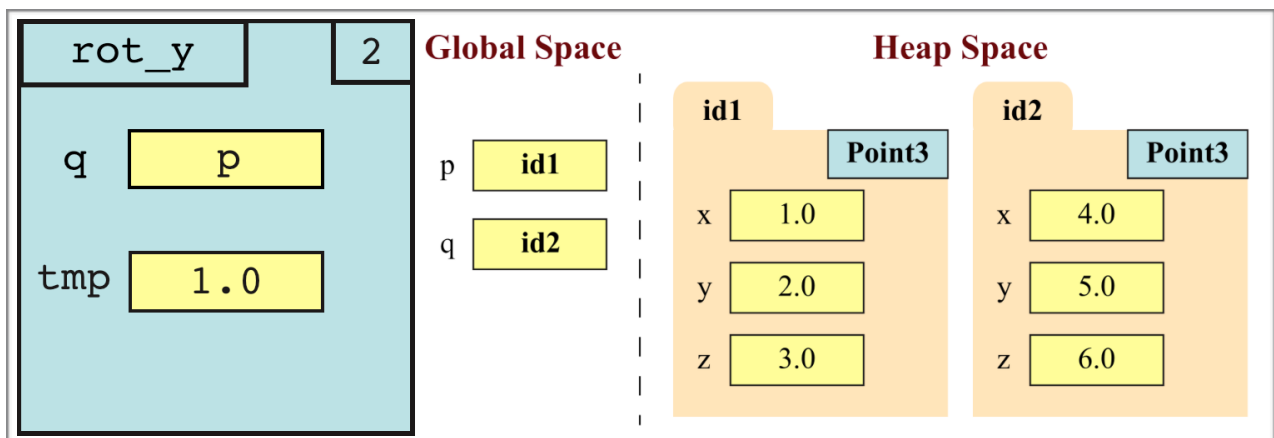 rot_y 2
q p
tmp 1.0
Global Space
p id1
q id2
Heap Space
id1
Point3
x 1.0
y 2.0
z 3.0
id2
Point3
x 4.0
y 5.0
z 6.0